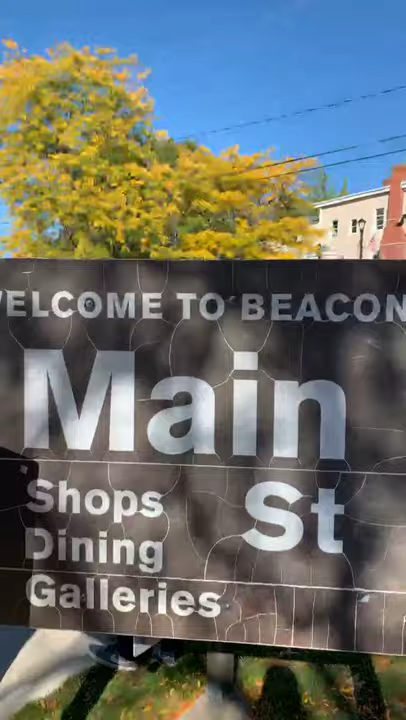 WELCOME TO BEACON
Main
St
Shops
Dining
Galleries